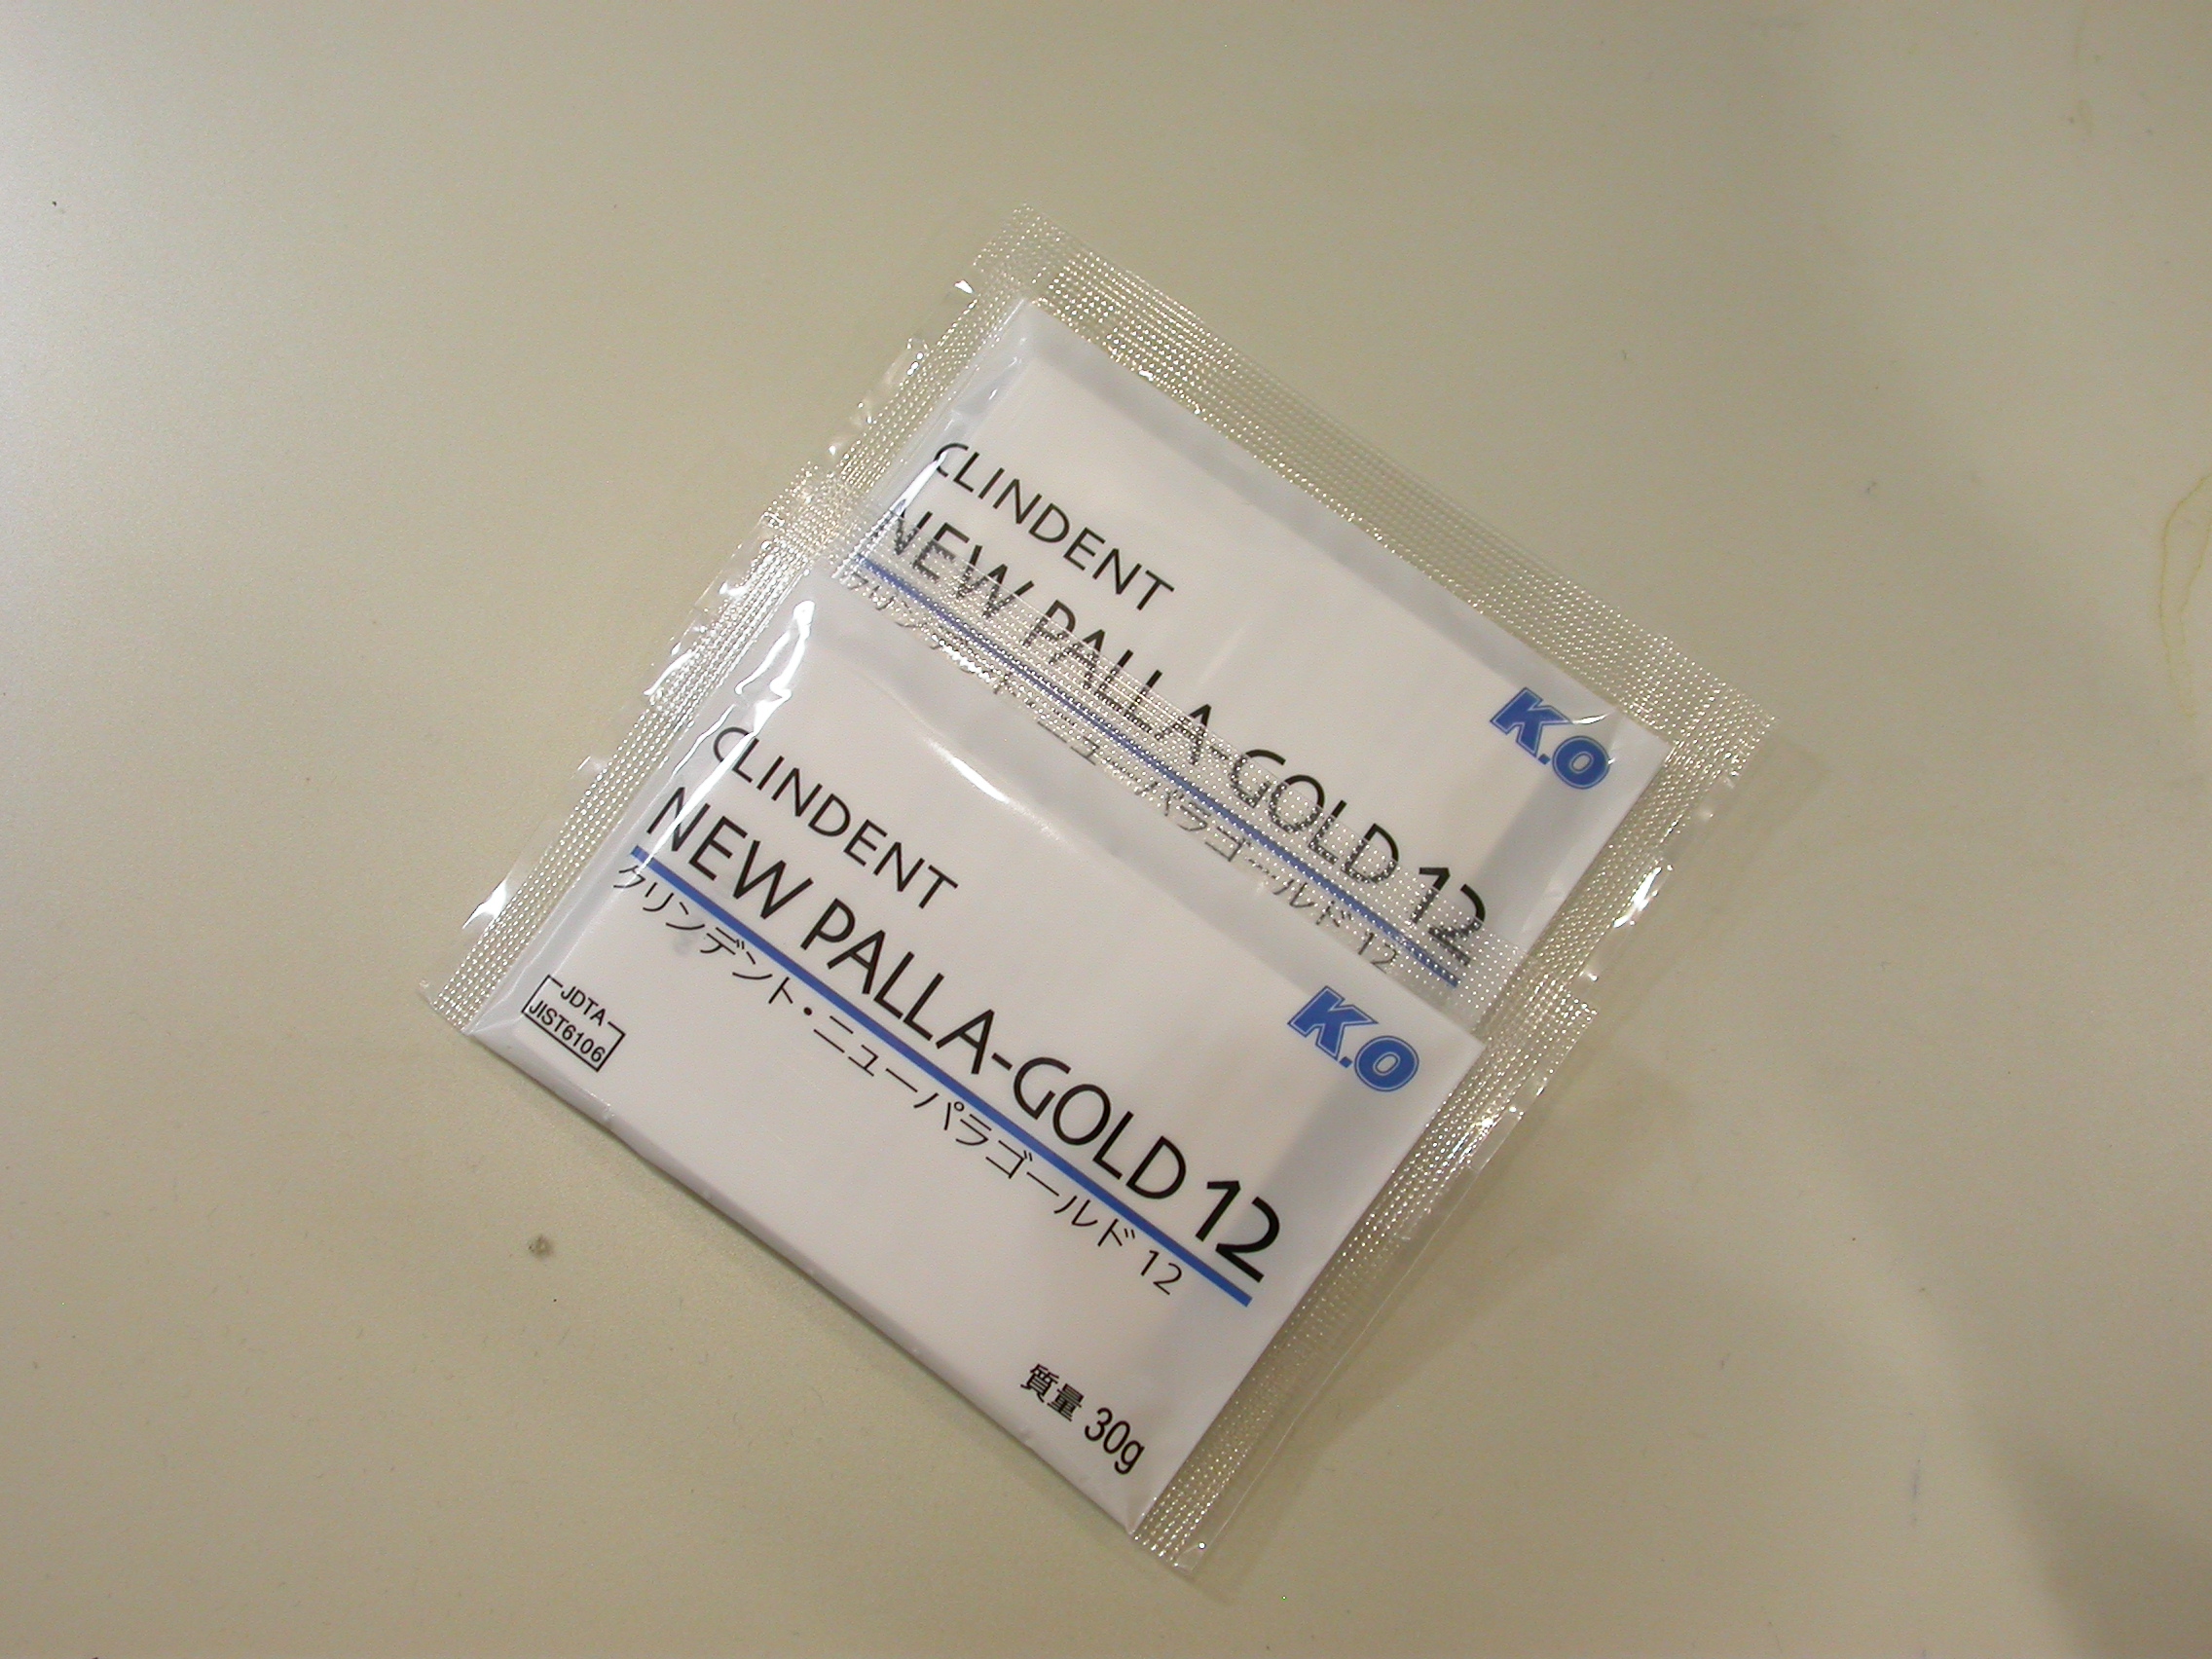 CLINDENT
NEW PALLA-GOLD 12
クリンデント・ニューパラゴールド 12
K.O
CLINDENT
NEW PALLA-GOLD 12
クリンデント・ニューパラゴールド 12
K.O
JDTA
JIST6106
質量 30g